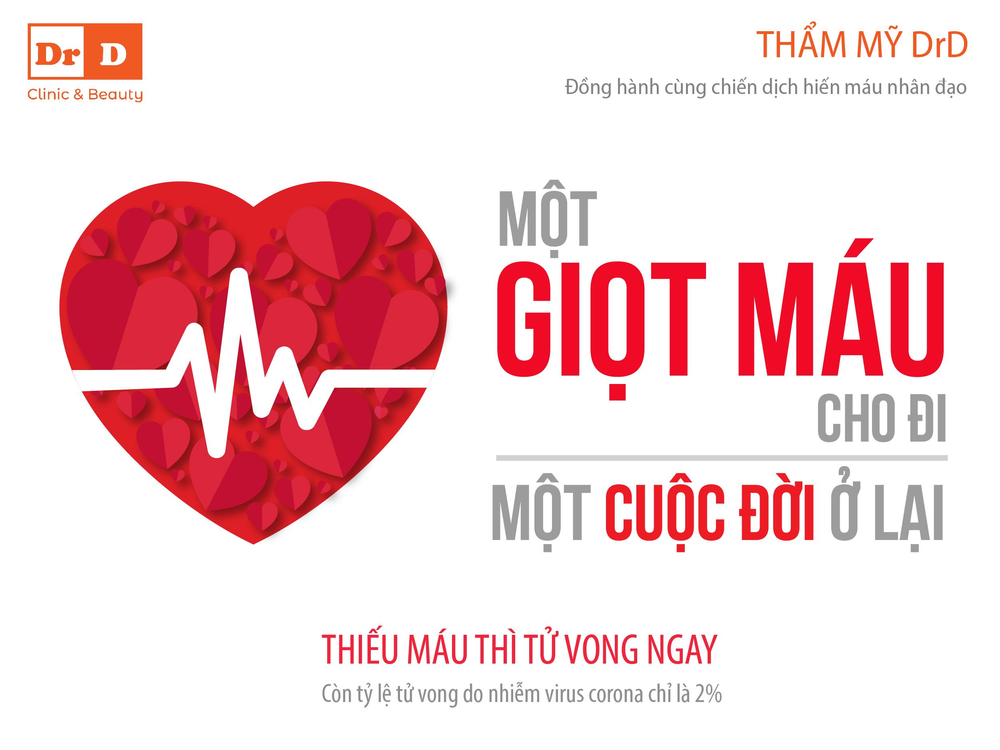 Dr D
Clinic & Beauty
THẨM MỸ DrD
Đồng hành cùng chiến dịch hiến máu nhân đạo
MỘT
GIỌT MÁU
CHO ĐI
MỘT CUỘC ĐỜI Ở LẠI
THIẾU MÁU THÌ TỬ VONG NGAY
Còn tỷ lệ tử vong do nhiễm virus corona chỉ là 2%